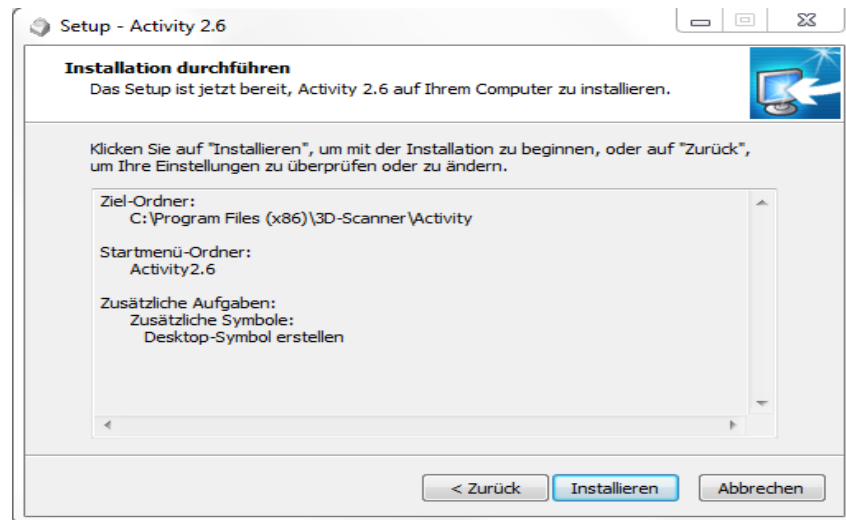 Setup - Activity 2.6
Installation durchführen
Das Setup ist jetzt bereit, Activity 2.6 auf Ihrem Computer zu installieren.
Klicken Sie auf "Installieren", um mit der Installation zu beginnen, oder auf "Zurück",
um Ihre Einstellungen zu überprüfen oder zu ändern.
Ziel-Ordner:
C:\Program Files (x86)\3D-Scanner\Activity
Startmenü-Ordner:
Activity2.6
Zusätzliche Aufgaben:
Zusätzliche Symbole:
Desktop-Symbol erstellen
< Zurück Installieren Abbrechen